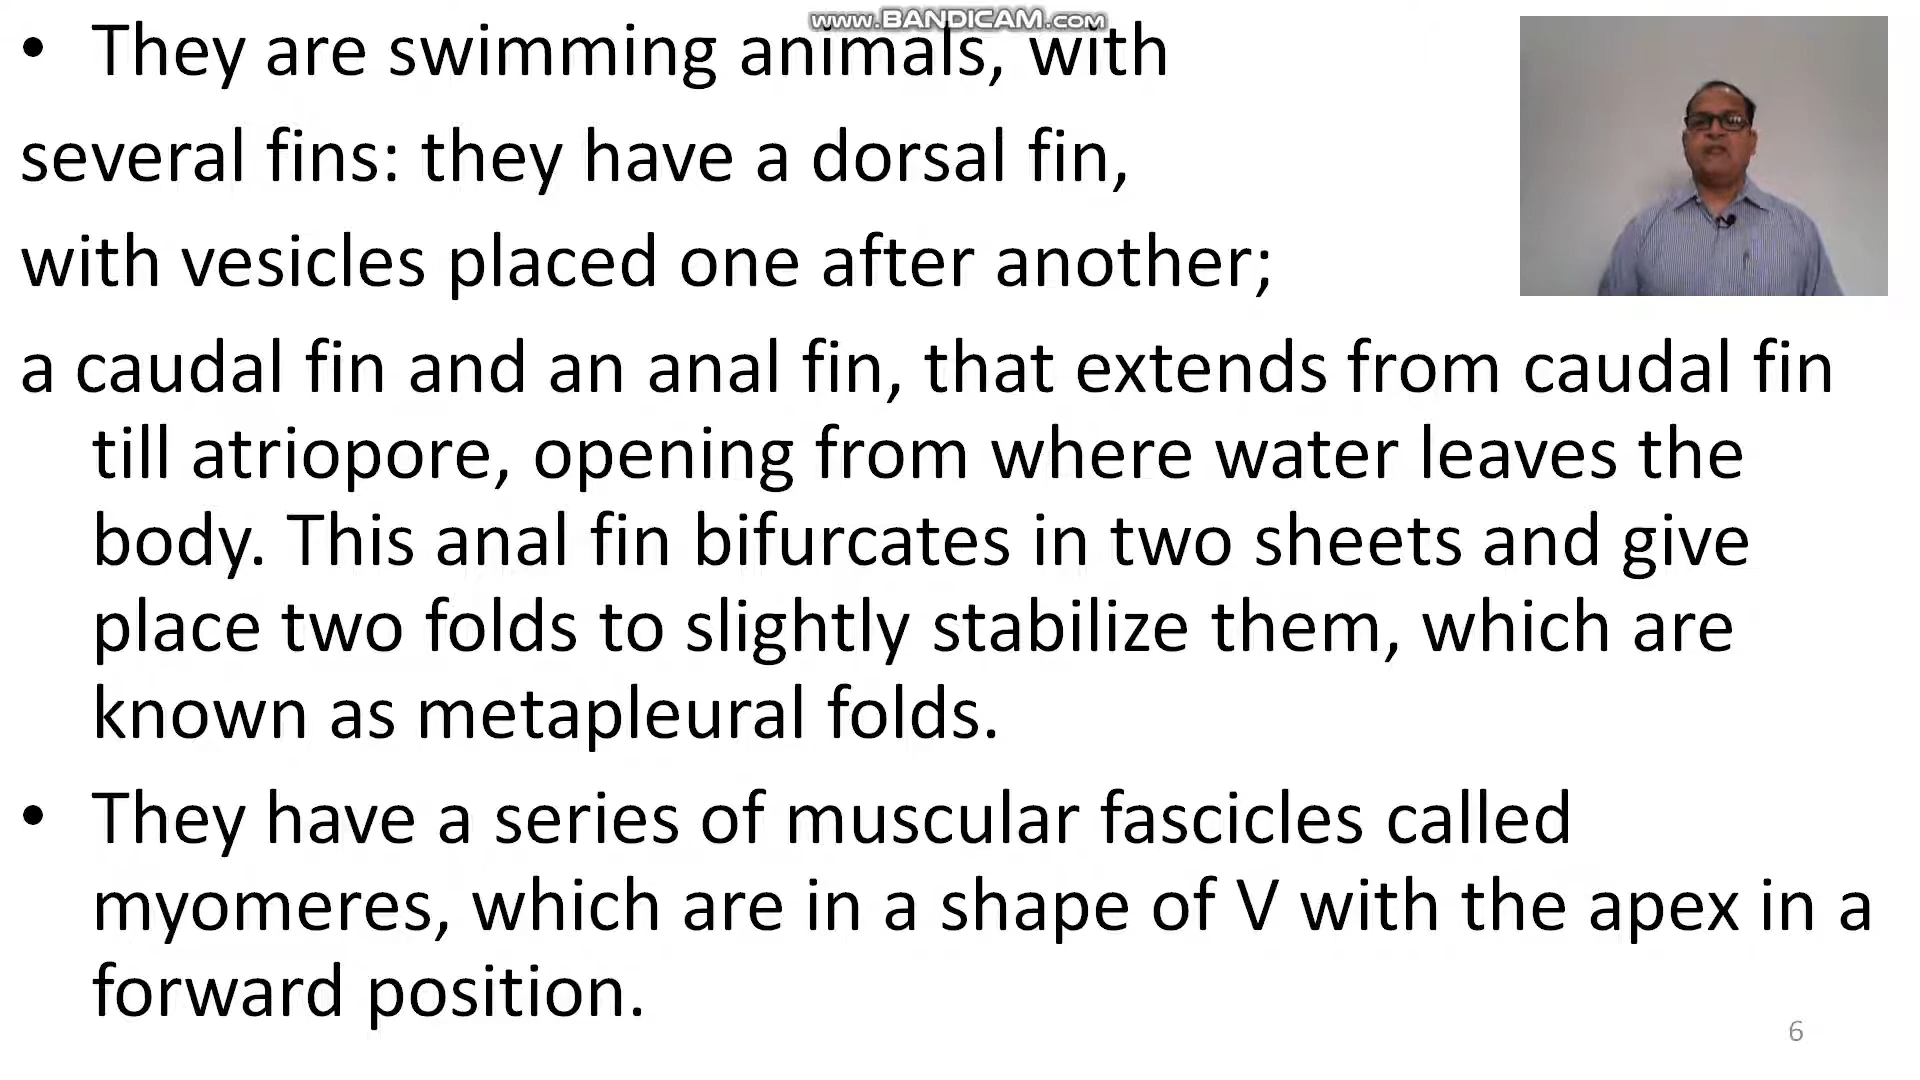 www.BANDICAM.com
• They are swimming animals, with
several fins: they have a dorsal fin,
with vesicles placed one after another;
a caudal fin and an anal fin, that extends from caudal fin
till atriopore, opening from where water leaves the
body. This anal fin bifurcates in two sheets and give
place two folds to slightly stabilize them, which are
known as metapleural folds.
• They have a series of muscular fascicles called
myomeres, which are in a shape of V with the apex in a
forward position.
6